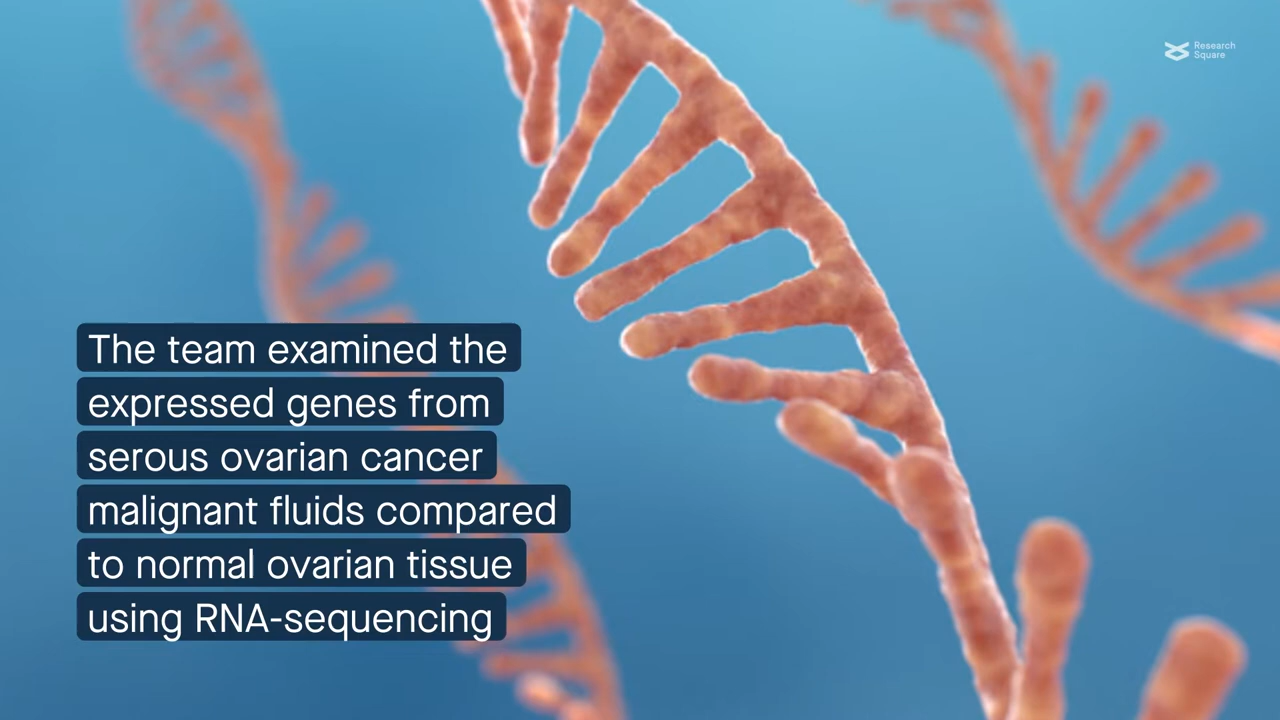 Research
Square
The team examined the
expressed genes from
serous ovarian cancer
malignant fluids compared
to normal ovarian tissue
using RNA-sequencing